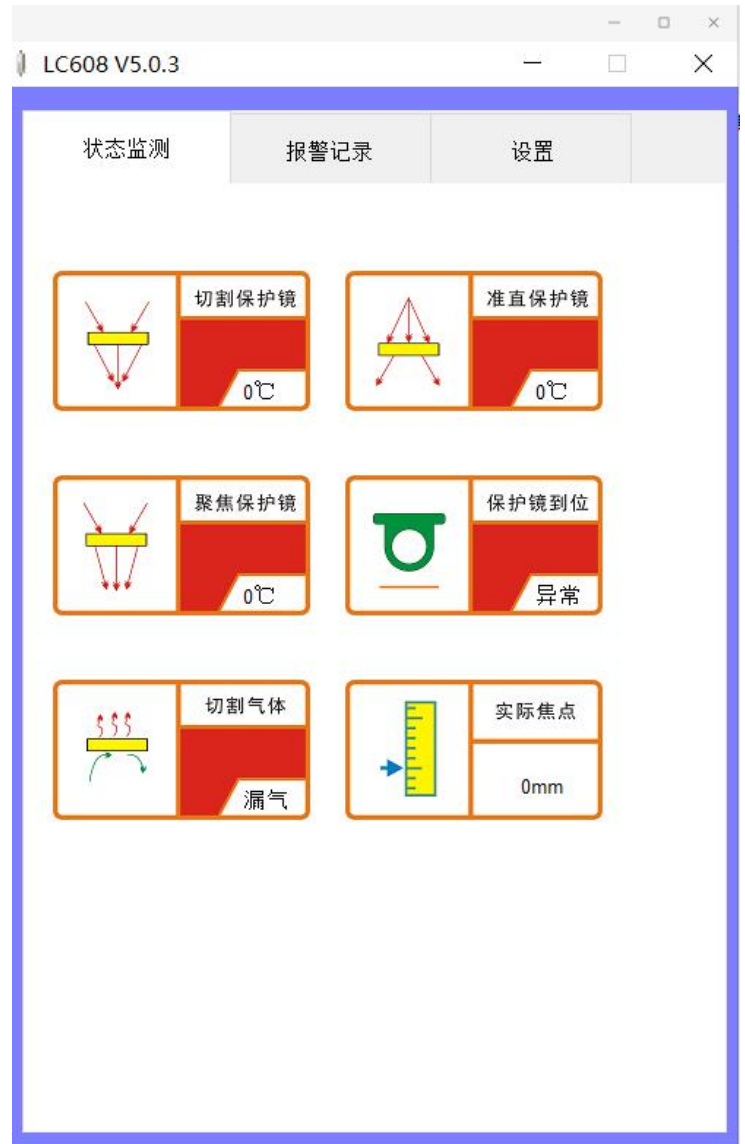 LC608 V5.0.3
状态监测 报警记录 设置
切割保护镜 准直保护镜
0℃ 0℃
聚焦保护镜 保护镜到位
0℃ 异常
切割气体 实际焦点
漏气 0mm